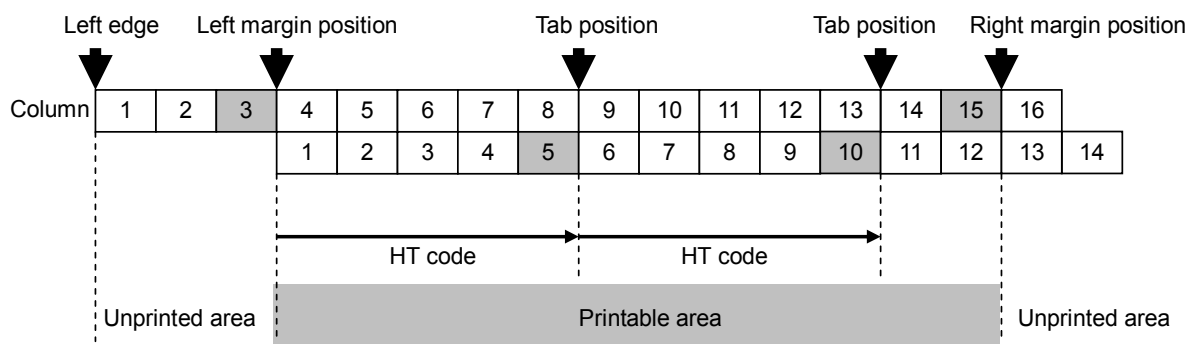 Left edge Left margin position Tab position Tab position Right margin position
Column 1 2 3 4 5 6 7 8 9 10 11 12 13 14 15 16
1 2 3 4 5 6 7 8 9 10 11 12 13 14
HT code HT code
Unprinted area Printable area Unprinted area